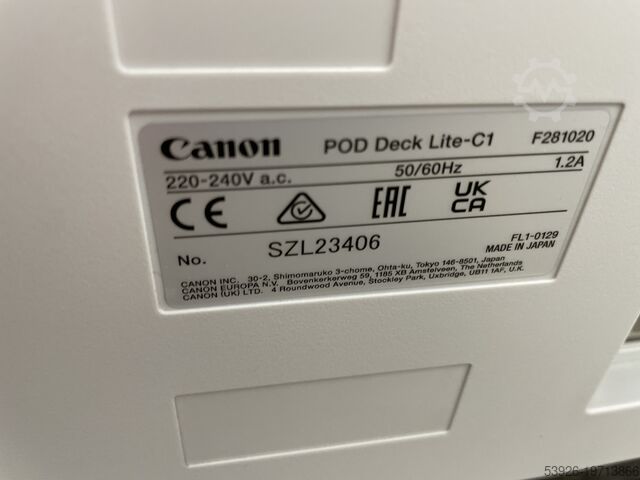 Canon POD Deck Lite-C1 F281020
220-240V a.c. 50/60Hz 1.2A
CE EAC UK CA
No. SZL23406 FL1-0129
MADE IN JAPAN
CANON INC. 30-2, Shimomaruko 3-chome, Ohta-ku, Tokyo 146-8501, Japan
CANON EUROPA N.V. Bovenkerkerweg 59, 1185 XB Amstelveen, The Netherlands
CANON (UK) LTD. 4 Roundwood Avenue, Stockley Park, Uxbridge, UB11 1AF, U.K.
53926-19713866